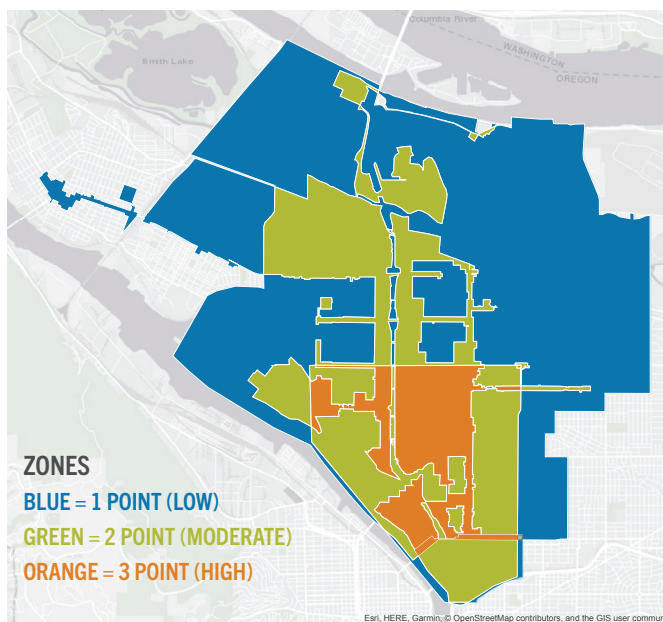 Columbia River
Smith Lake
WASHINGTON
OREGON
ZONES
BLUE = 1 POINT (LOW)
GREEN = 2 POINT (MODERATE)
ORANGE = 3 POINT (HIGH)
Esri, HERE, Garmin, © OpenStreetMap contributors, and the GIS user commun